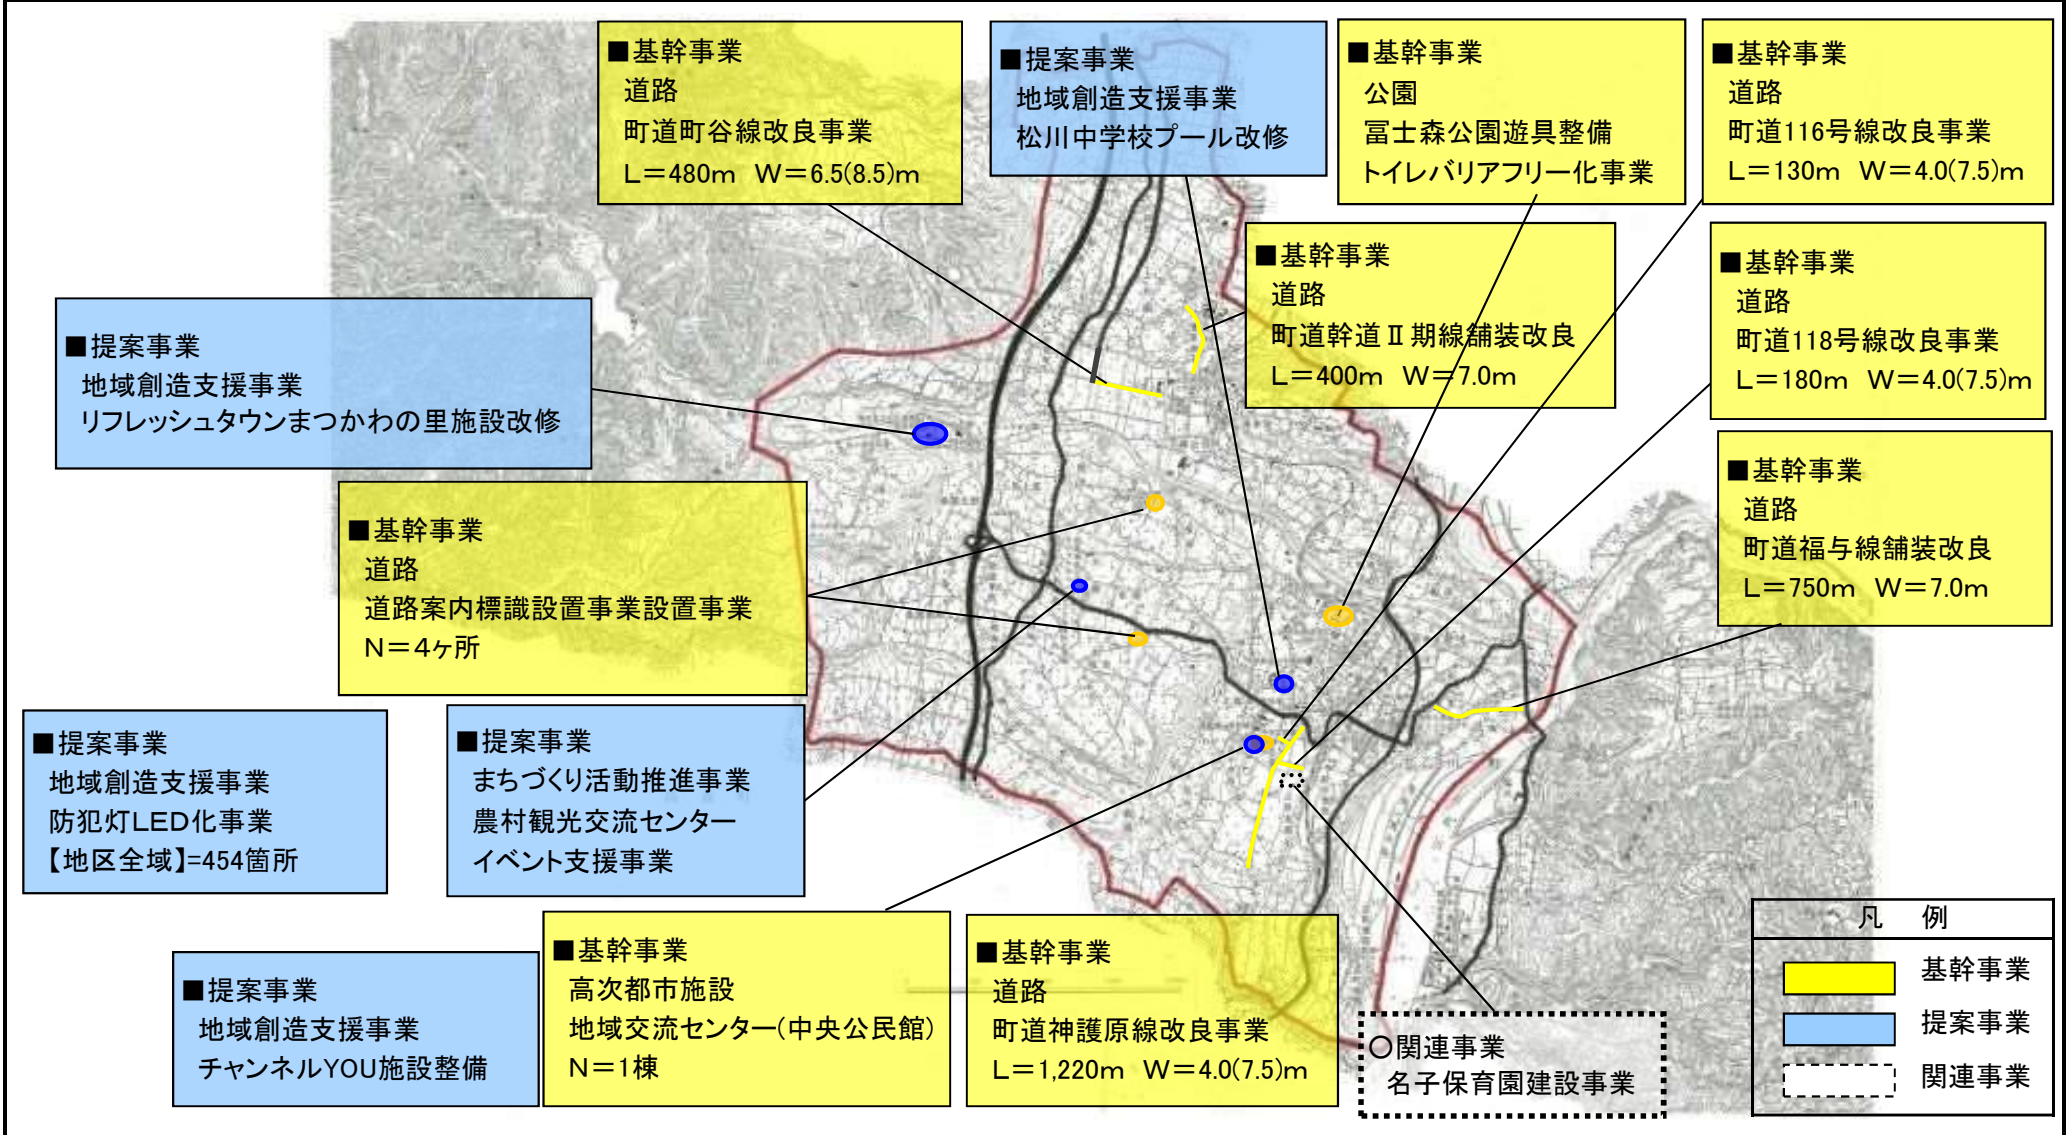 ■基幹事業
道路
町道町谷線改良事業
L=480m W=6.5(8.5)m
■提案事業
地域創造支援事業
松川中学校プール改修
■基幹事業
公園
冨士森公園遊具整備
トイレバリアフリー化事業
■基幹事業
道路
町道116号線改良事業
L=130m W=4.0(7.5)m
■基幹事業
道路
町道幹道Ⅱ期線舗装改良
L=400m W=7.0m
■基幹事業
道路
町道118号線改良事業
L=180m W=4.0(7.5)m
■提案事業
地域創造支援事業
リフレッシュタウンまつかわの里施設改修
■基幹事業
道路
町道福与線舗装改良
L=750m W=7.0m
■基幹事業
道路
道路案内標識設置事業設置事業
N=4ヶ所
■提案事業
地域創造支援事業
防犯灯LED化事業
【地区全域】=454箇所
■提案事業
まちづくり活動推進事業
農村観光交流センター
イベント支援事業
■提案事業
地域創造支援事業
チャンネルYOU施設整備
■基幹事業
高次都市施設
地域交流センター(中央公民館)
N=1棟
■基幹事業
道路
町道神護原線改良事業
L=1,220m W=4.0(7.5)m
○関連事業
名子保育園建設事業
凡 例
基幹事業
提案事業
関連事業